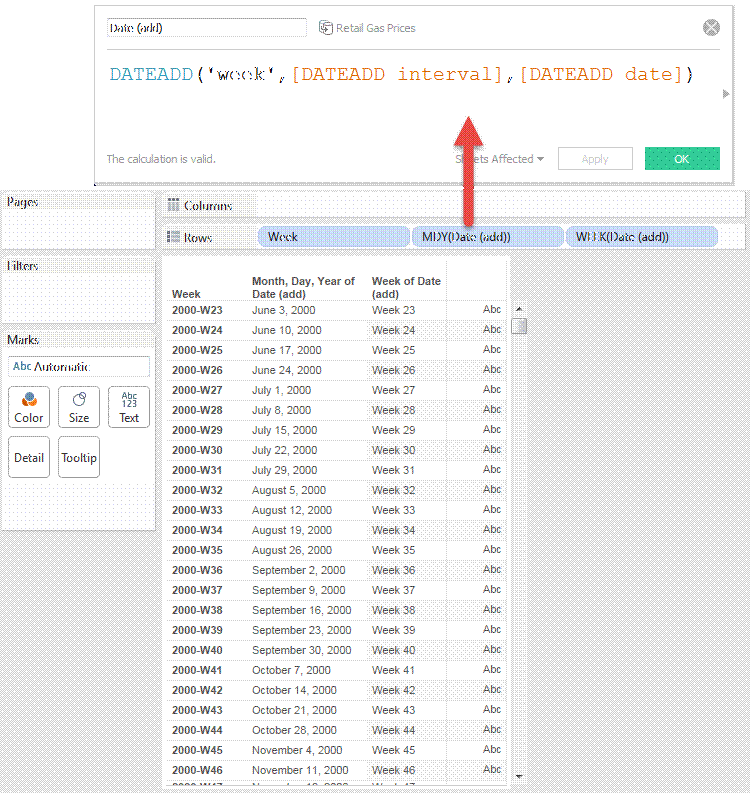 Date (add) Retail Gas Prices
DATEADD('week',[DATEADD interval],[DATEADD date])
The calculation is valid. Sheets Affected Apply OK
Pages
Columns
Rows Week MDY(Date (add)) WEEK(Date (add))
Filters
Marks
Abc Automatic
Color Size Abc 123 Text
Detail Tooltip
Week Month, Day, Year of Date (add) Week of Date (add)
2000-W23 June 3, 2000 Week 23 Abc
2000-W24 June 10, 2000 Week 24 Abc
2000-W25 June 17, 2000 Week 25 Abc
2000-W26 June 24, 2000 Week 26 Abc
2000-W27 July 1, 2000 Week 27 Abc
2000-W28 July 8, 2000 Week 28 Abc
2000-W29 July 15, 2000 Week 29 Abc
2000-W30 July 22, 2000 Week 30 Abc
2000-W31 July 29, 2000 Week 31 Abc
2000-W32 August 5, 2000 Week 32 Abc
2000-W33 August 12, 2000 Week 33 Abc
2000-W34 August 19, 2000 Week 34 Abc
2000-W35 August 26, 2000 Week 35 Abc
2000-W36 September 2, 2000 Week 36 Abc
2000-W37 September 9, 2000 Week 37 Abc
2000-W38 September 16, 2000 Week 38 Abc
2000-W39 September 23, 2000 Week 39 Abc
2000-W40 September 30, 2000 Week 40 Abc
2000-W41 October 7, 2000 Week 41 Abc
2000-W42 October 14, 2000 Week 42 Abc
2000-W43 October 21, 2000 Week 43 Abc
2000-W44 October 28, 2000 Week 44 Abc
2000-W45 November 4, 2000 Week 45 Abc
2000-W46 November 11, 2000 Week 46 Abc